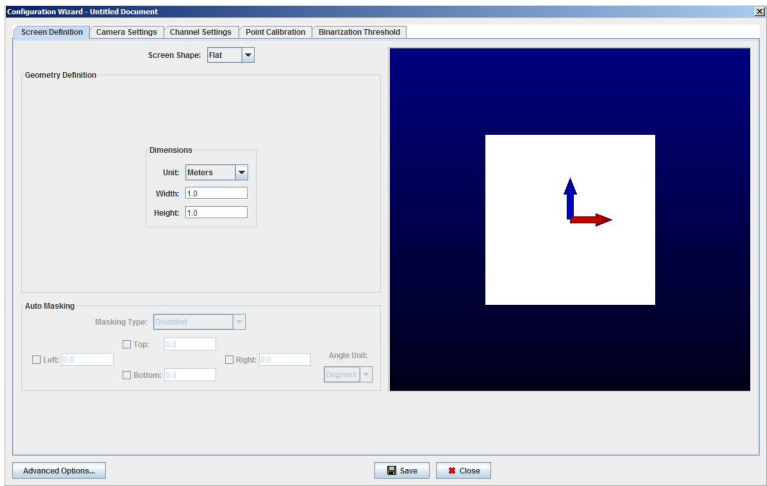 Configuration Wizard - Untitled Document
Screen Definition Camera Settings Channel Settings Point Calibration Binarization Threshold
Screen Shape: Flat
Geometry Definition
Dimensions
Unit: Meters
Width: 1.0
Height: 1.0
Auto Masking
Masking Type: Disabled
Top: 0.0
Left: 0.0 Right: 0.0 Angle Unit:
Bottom: 0.0 Degrees
Advanced Options... Save Close